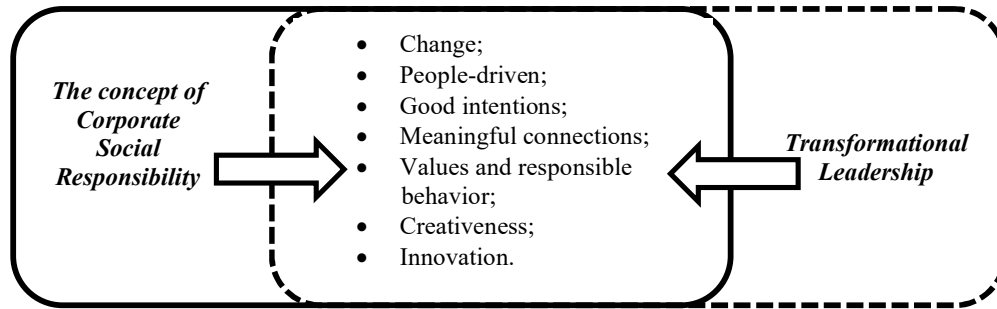 The concept of
Corporate
Social
Responsibility
• Change;
• People-driven;
• Good intentions;
• Meaningful connections;
• Values and responsible
behavior;
• Creativeness;
• Innovation.
Transformational
Leadership